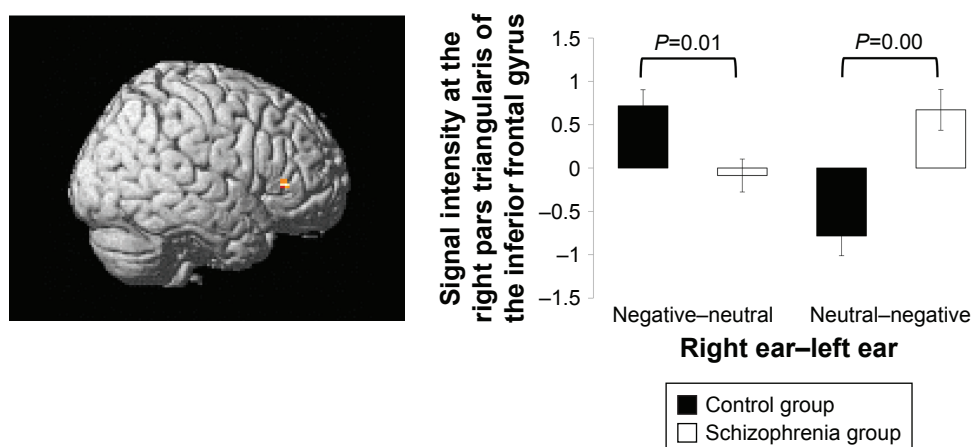 Signal intensity at the
right pars triangularis of
the inferior frontal gyrus
1.5
1
0.5
0
–0.5
–1
–1.5
P=0.01
P=0.00
Negative–neutral
Neutral–negative
Right ear–left ear
Control group
Schizophrenia group